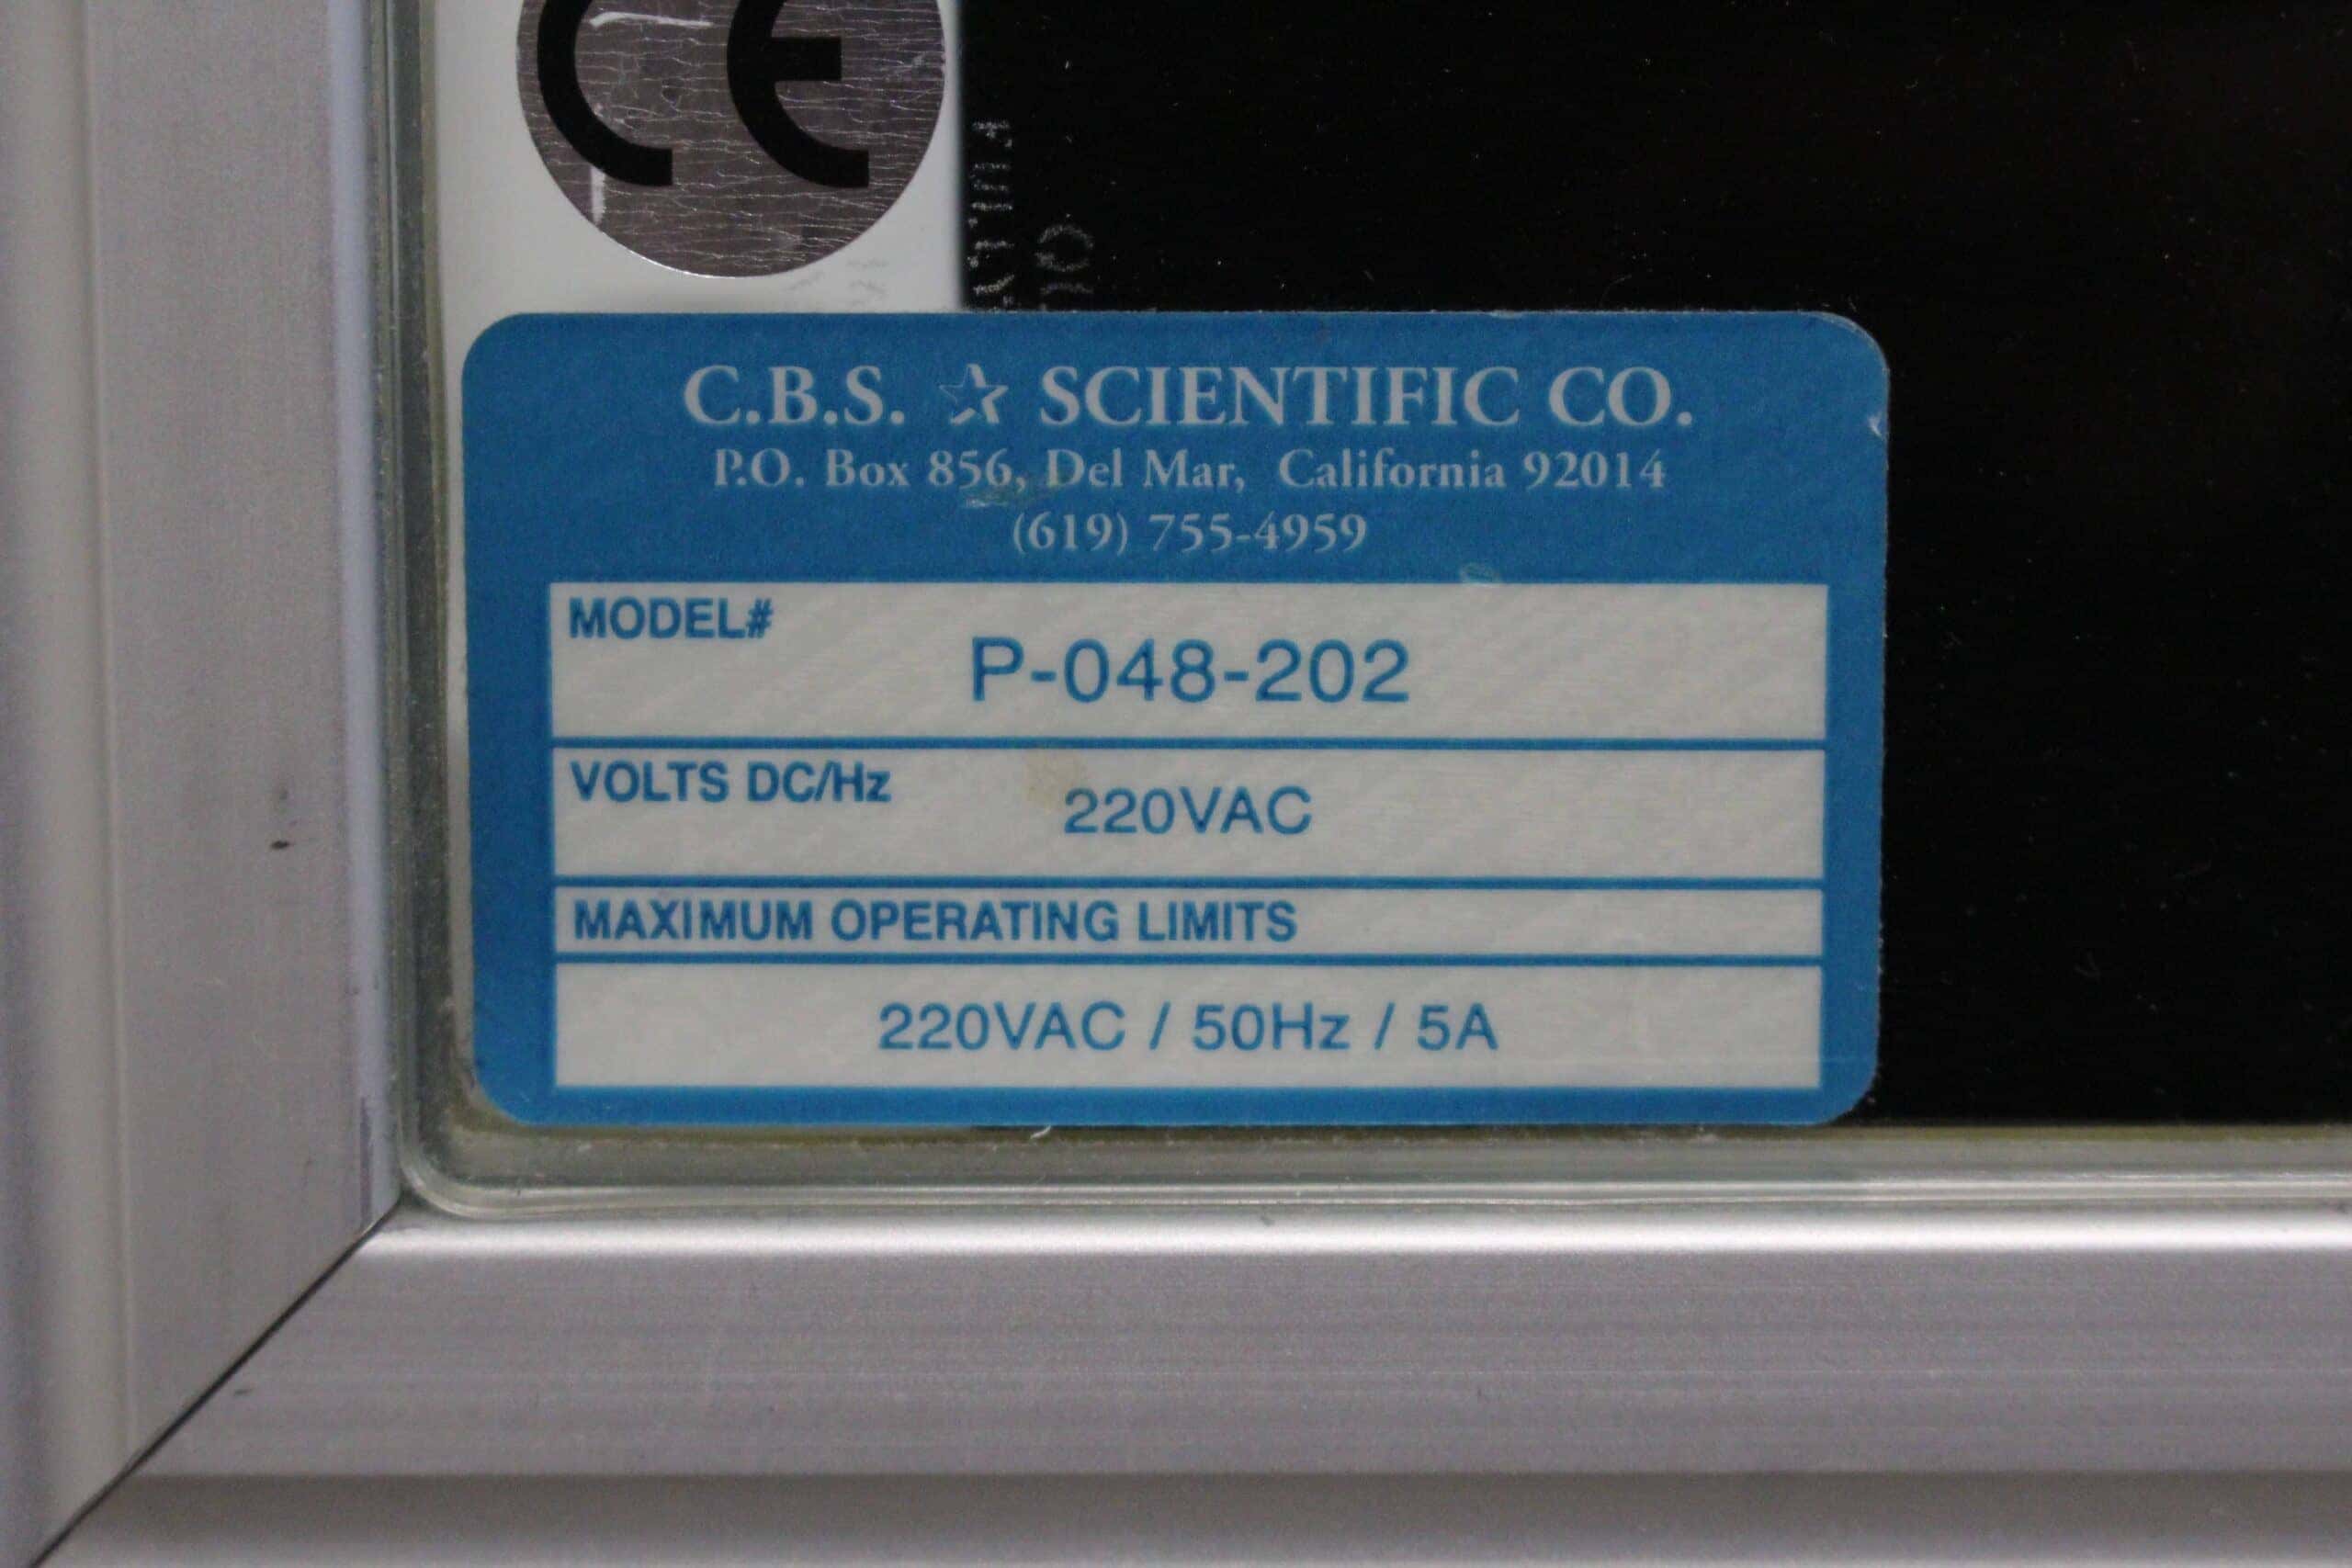 CE
C.B.S. ☆ SCIENTIFIC CO.
P.O. Box 856, Del Mar, California 92014
(619) 755-4959
MODEL#
P-048-202
VOLTS DC/Hz
220VAC
MAXIMUM OPERATING LIMITS
220VAC / 50Hz / 5A